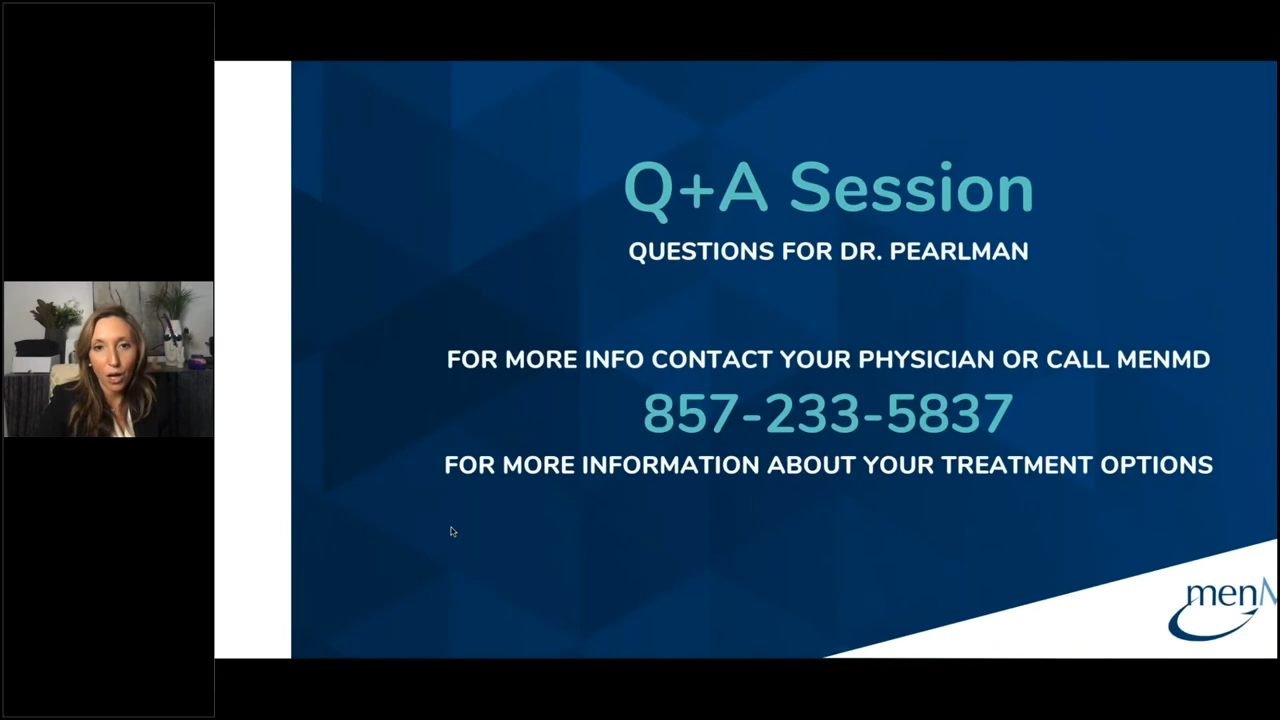 Q+A Session
QUESTIONS FOR DR. PEARLMAN
FOR MORE INFO CONTACT YOUR PHYSICIAN OR CALL MENMD
857-233-5837
FOR MORE INFORMATION ABOUT YOUR TREATMENT OPTIONS
menM